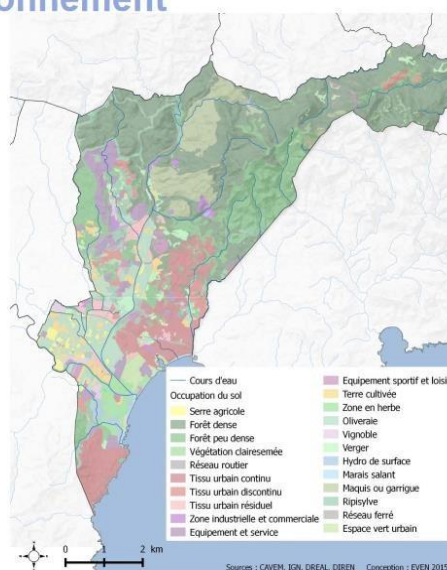 Cours d'eau
Occupation du sol
Serre agricole
Forêt dense
Forêt peu dense
Végétation clairesemée
Réseau routier
Tissu urbain continu
Tissu urbain discontinu
Tissu urbain résiduel
Zone industrielle et commerciale
Equipement et service
Equipement sportif et loisi
Terre cultivée
Zone en herbe
Oliveraie
Vignoble
Verger
Hydro de surface
Marais salant
Maquis ou garrigue
Ripisylve
Réseau ferré
Espace vert urbain
0 1 2 km
Sources : CAVEM, IGN, DREAL, DIREN Conception : EVEN